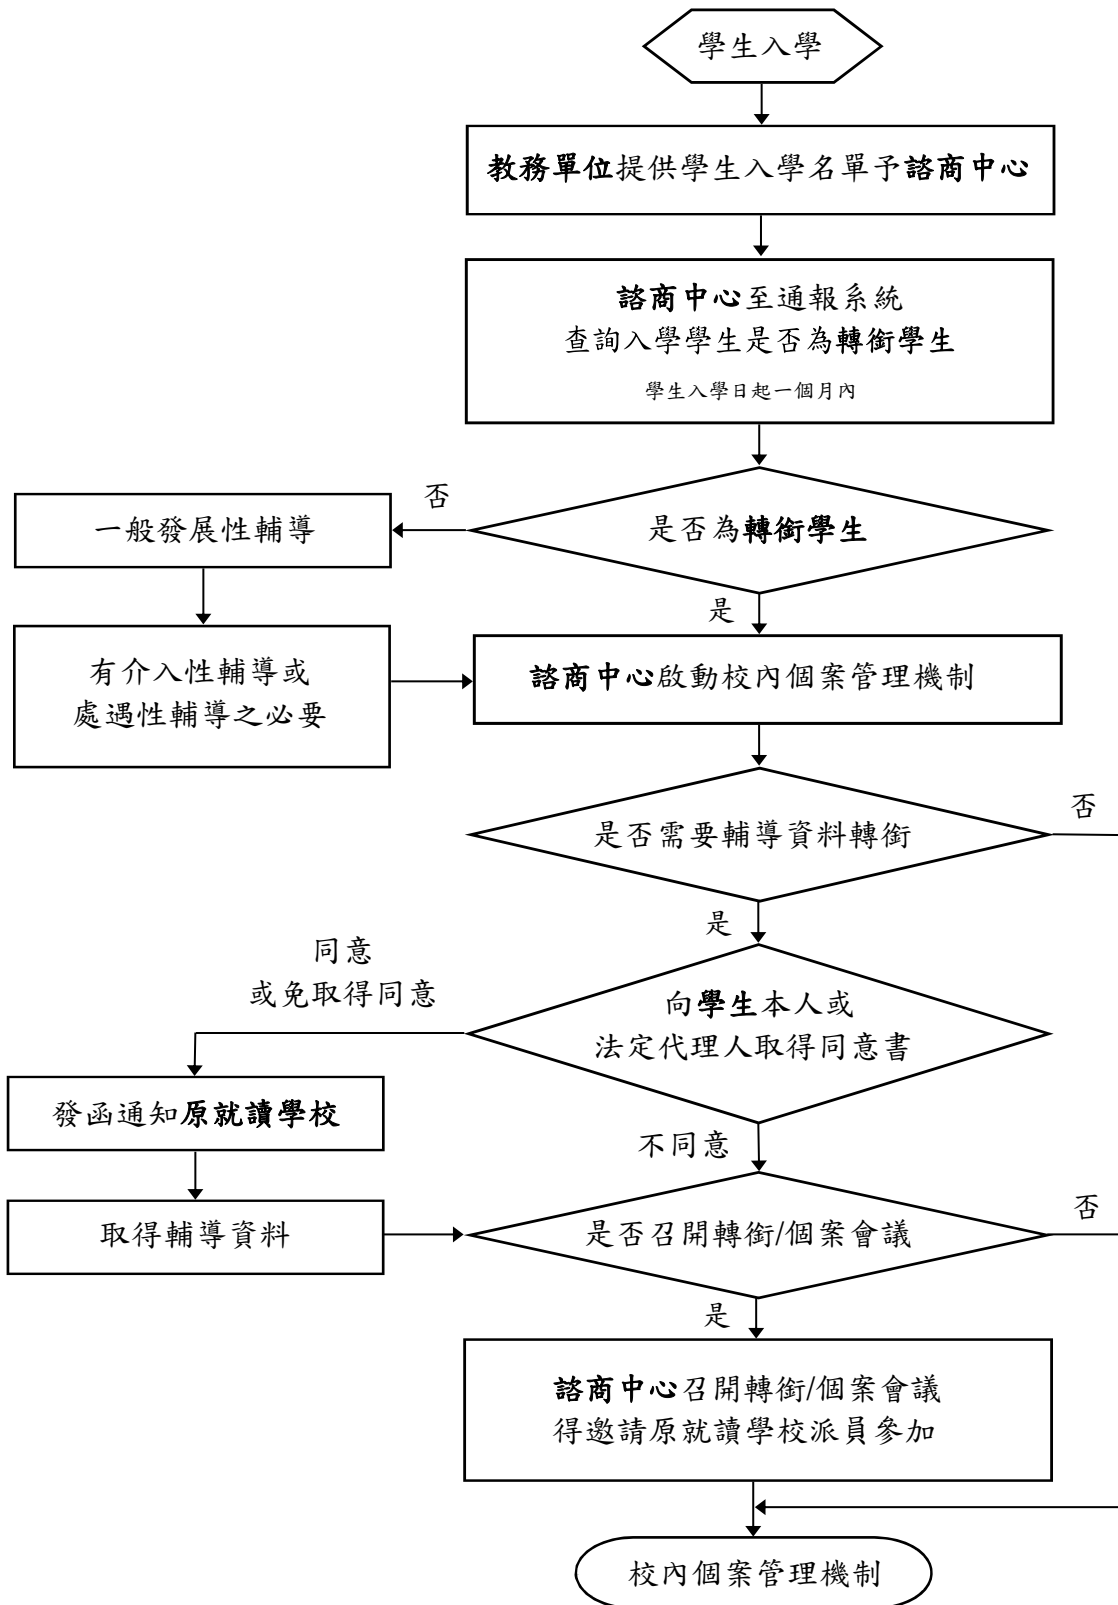 學生入學
教務單位提供學生入學名單予諮商中心
諮商中心至通報系統
查詢入學學生是否為轉銜學生
學生入學日起一個月內
否
一般發展性輔導
是否為轉銜學生
是
有介入性輔導或
處遇性輔導之必要
諮商中心啟動校內個案管理機制
否
是否需要輔導資料轉銜
是
同意
或免取得同意
向學生本人或
法定代理人取得同意書
發函通知原就讀學校
不同意
取得輔導資料
是否召開轉銜/個案會議
否
是
諮商中心召開轉銜/個案會議
得邀請原就讀學校派員參加
校內個案管理機制